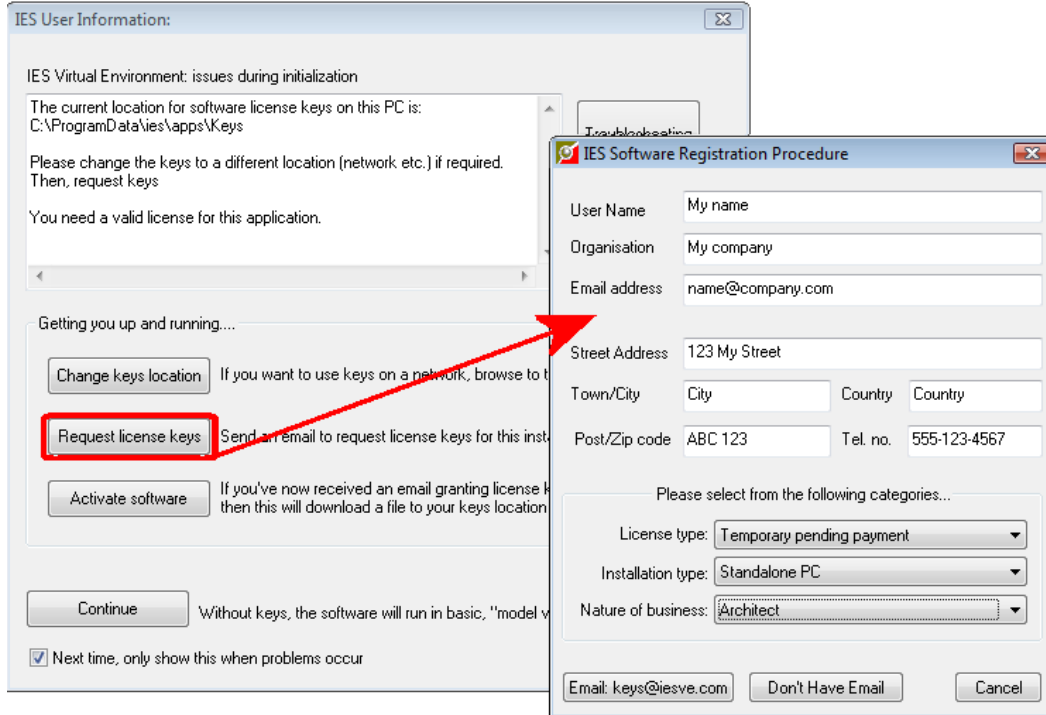 IES User Information:
IES Virtual Environment: issues during initialization
The current location for software license keys on this PC is:
C:\ProgramData\ies\apps\Keys
Please change the keys to a different location (network etc.) if required.
Then, request keys
You need a valid license for this application.
Troubleshooting
Getting you up and running....
Change keys location
If you want to use keys on a network, browse to t
Request license keys
Send an email to request license keys for this inst
Activate software
If you've now received an email granting license k
then this will download a file to your keys location
Continue
Without keys, the software will run in basic, "model v
Next time, only show this when problems occur
IES Software Registration Procedure
User Name
My name
Organisation
My company
Email address
name@company.com
Street Address
123 My Street
Town/City
City
Country
Country
Post/Zip code
ABC 123
Tel. no.
555-123-4567
Please select from the following categories...
License type:
Temporary pending payment
Installation type:
Standalone PC
Nature of business:
Architect
Email: keys@iesve.com
Don't Have Email
Cancel